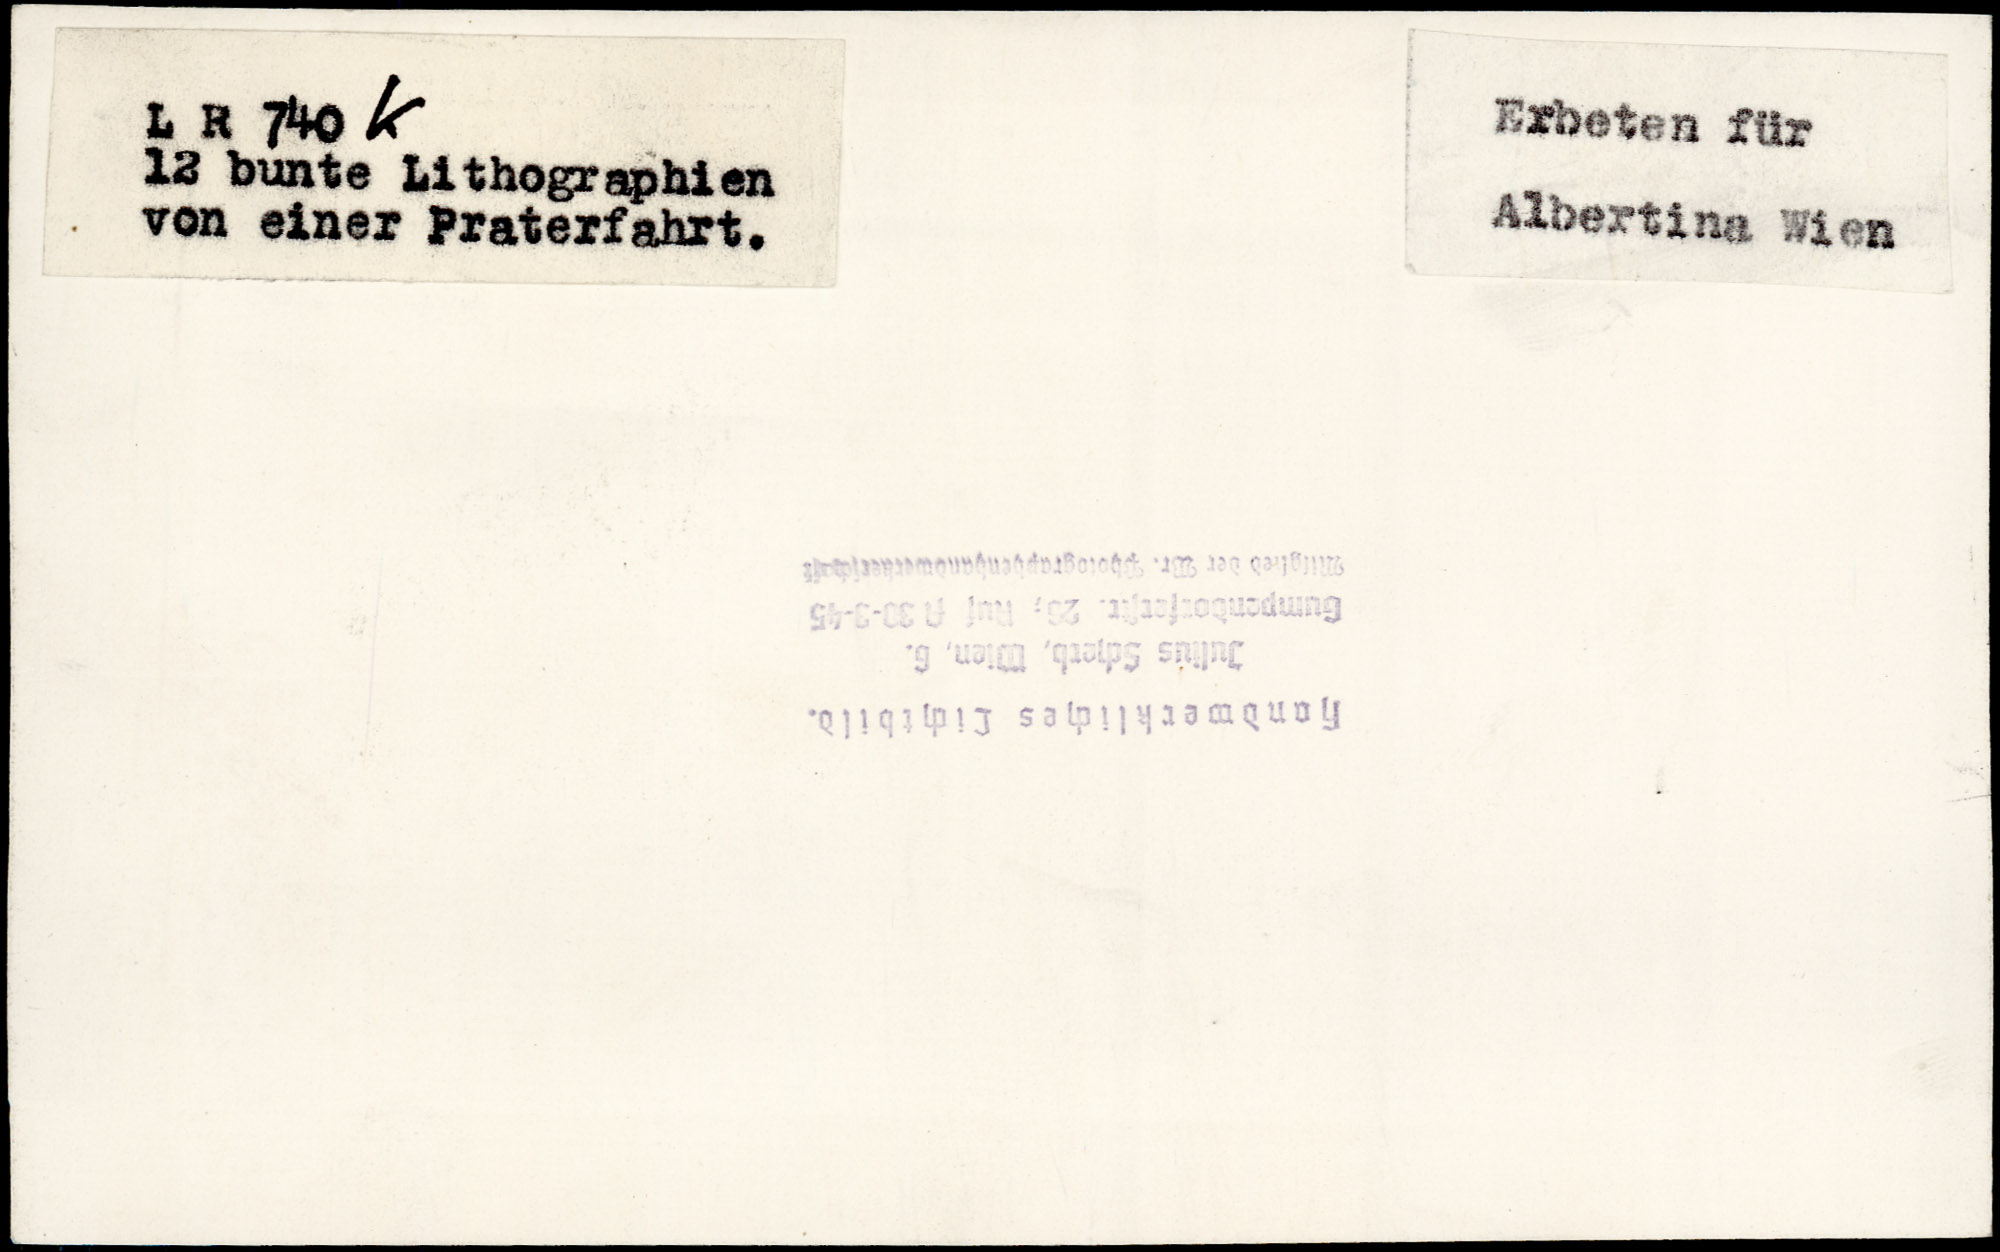 L R 740 K
12 bunte Lithographien
von einer Praterfahrt.
Erbeten für
Albertina Wien
Handwerkliches Lichtbild.
Julius Scherb, Wien, 6.
Gumpendorferstr. 26; Ruf A 30-3-45
Mitglied der Wr. Photographenhandwerkerschaft